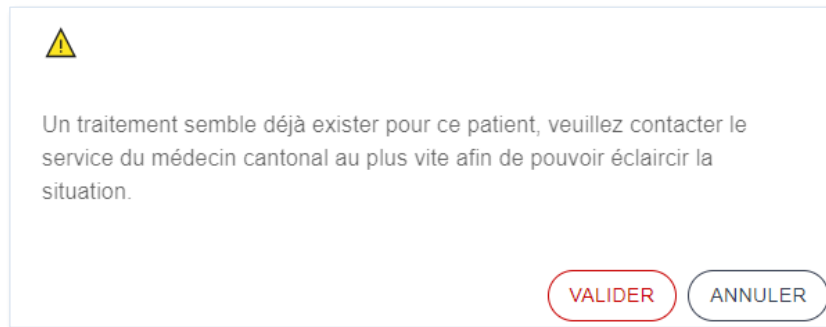 Un traitement semble déjà exister pour ce patient, veuillez contacter le
service du médecin cantonal au plus vite afin de pouvoir éclaircir la
situation.
VALIDER ANNULER